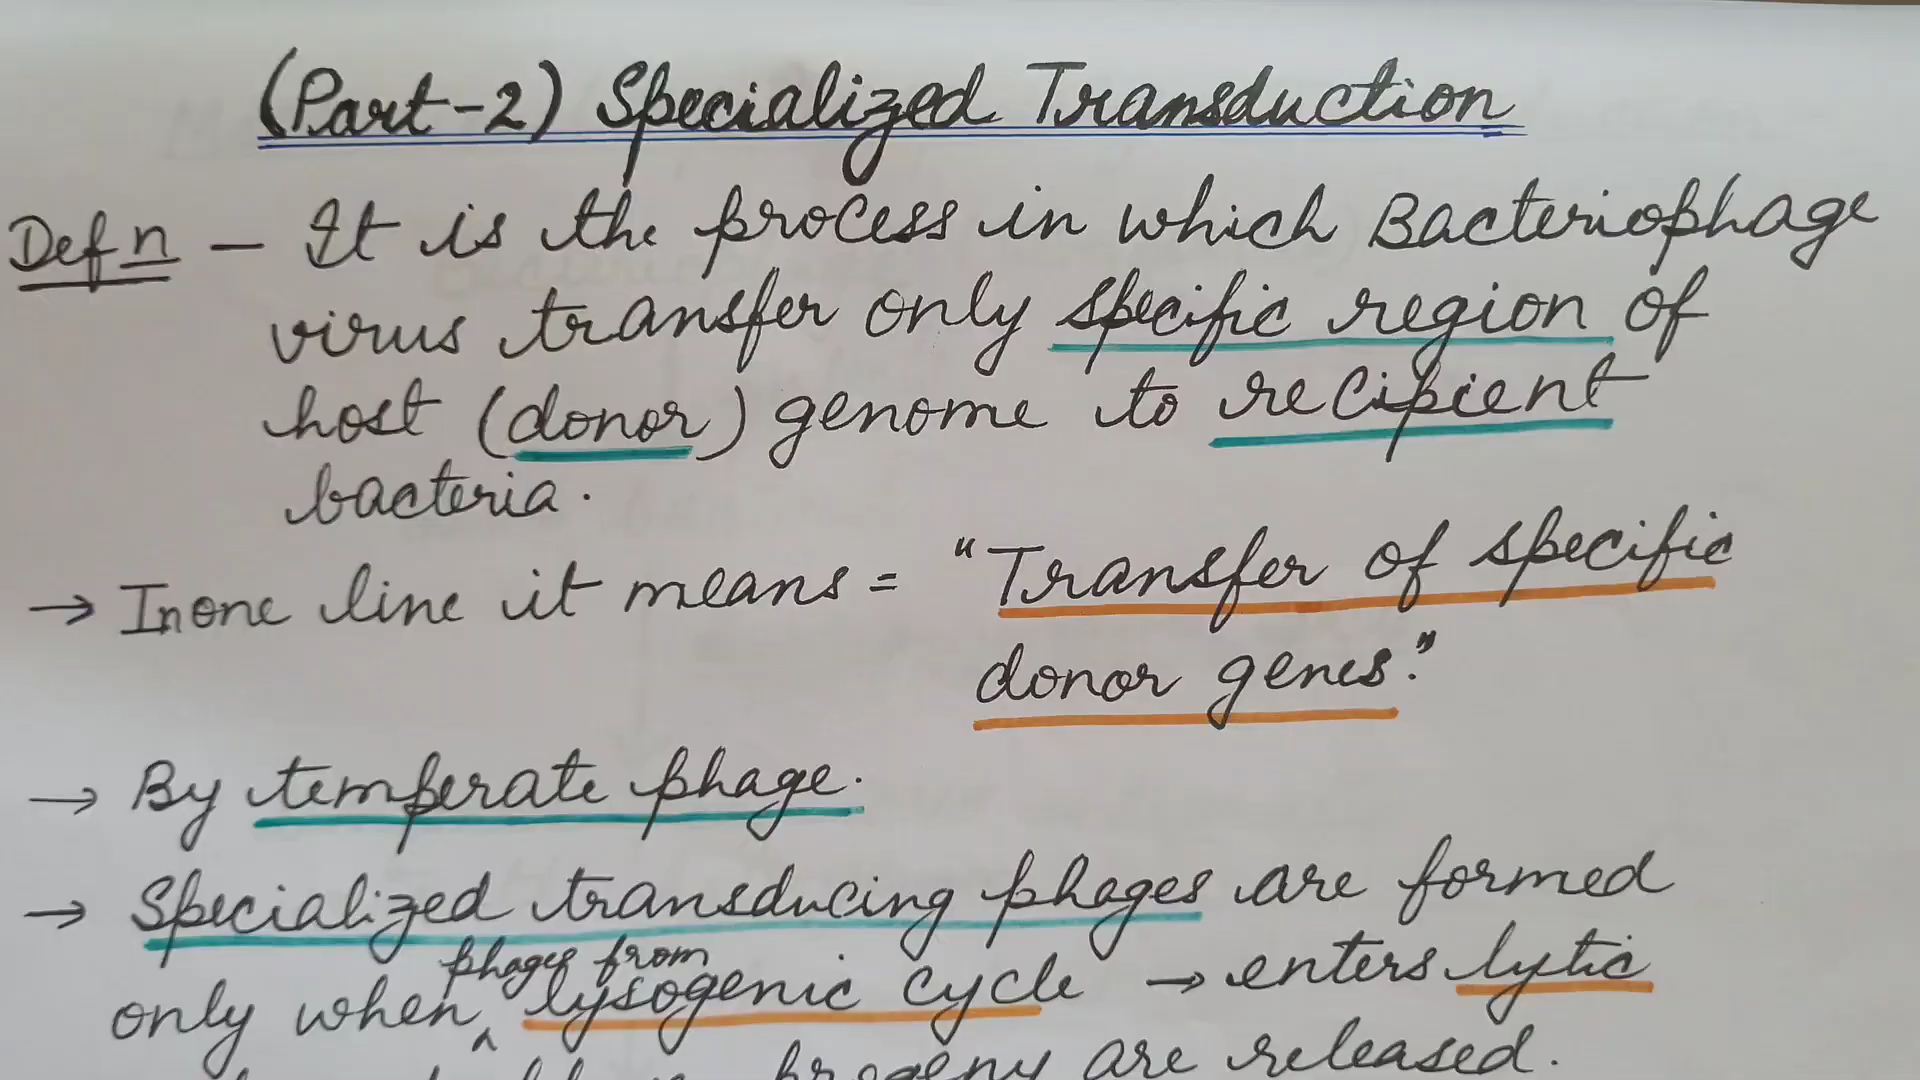 (Part-2) Specialized Transduction
Defn - It is the process in which Bacteriophage
virus transfer only specific region of
host (donor) genome to recipient
bacteria.
→ In one line it means = "Transfer of specific
donor genes."
→ By temperate phage.
→ Specialized transducing phages are formed
phages from
only when ^ lysogenic cycle → enters lytic
progeny are released.